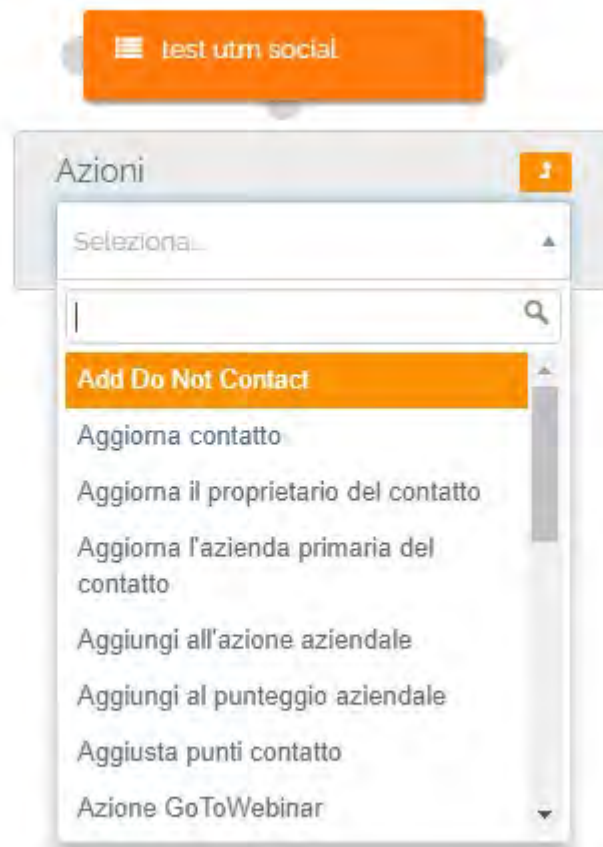 test utm social
Azioni
Seleziona...
Add Do Not Contact
Aggiorna contatto
Aggiorna il proprietario del contatto
Aggiorna l'azienda primaria del
contatto
Aggiungi all'azione aziendale
Aggiungi al punteggio aziendale
Aggiusta punti contatto
Azione GoToWebinar